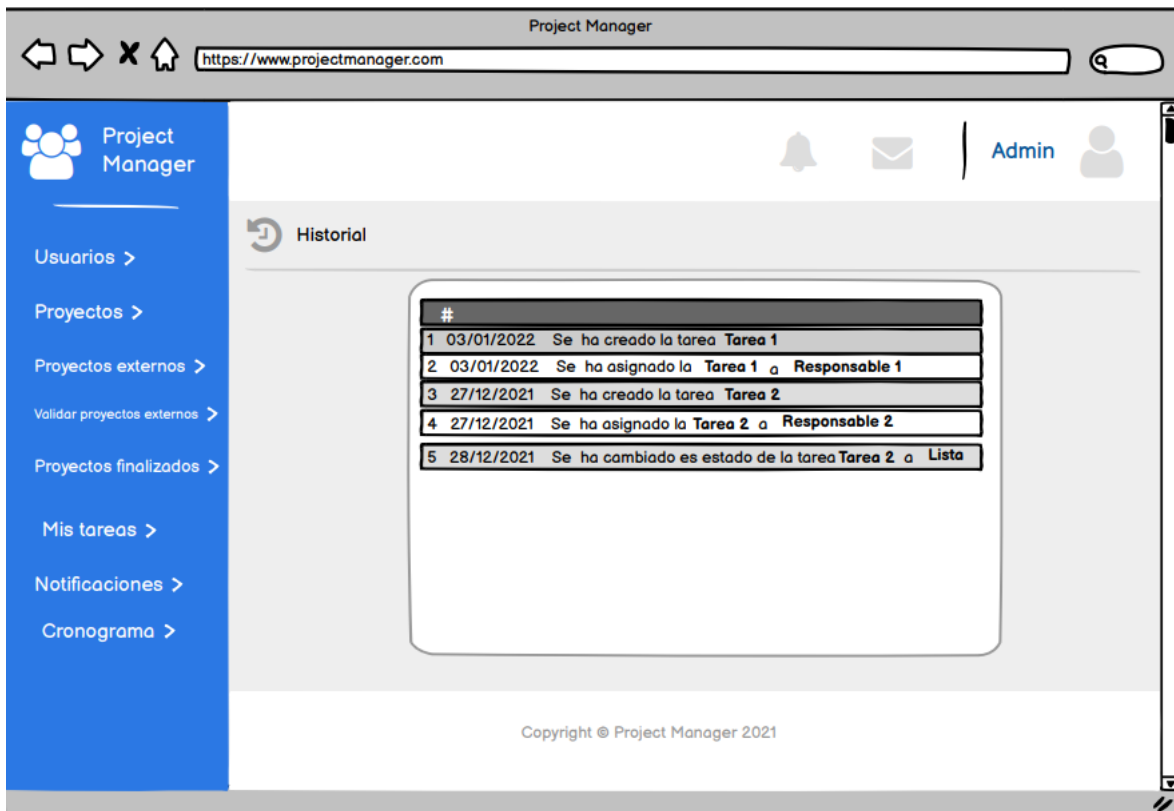 Project Manager
https://www.projectmanager.com
Project
Manager
Admin
Usuarios >
Proyectos >
Proyectos externos >
Validar proyectos externos >
Proyectos finalizados >
Mis tareas >
Notificaciones >
Cronograma >
Historial
#
1 03/01/2022 Se ha creado la tarea Tarea 1
2 03/01/2022 Se ha asignado la Tarea 1 a Responsable 1
3 27/12/2021 Se ha creado la tarea Tarea 2
4 27/12/2021 Se ha asignado la Tarea 2 a Responsable 2
5 28/12/2021 Se ha cambiado es estado de la tarea Tarea 2 a Lista
Copyright © Project Manager 2021